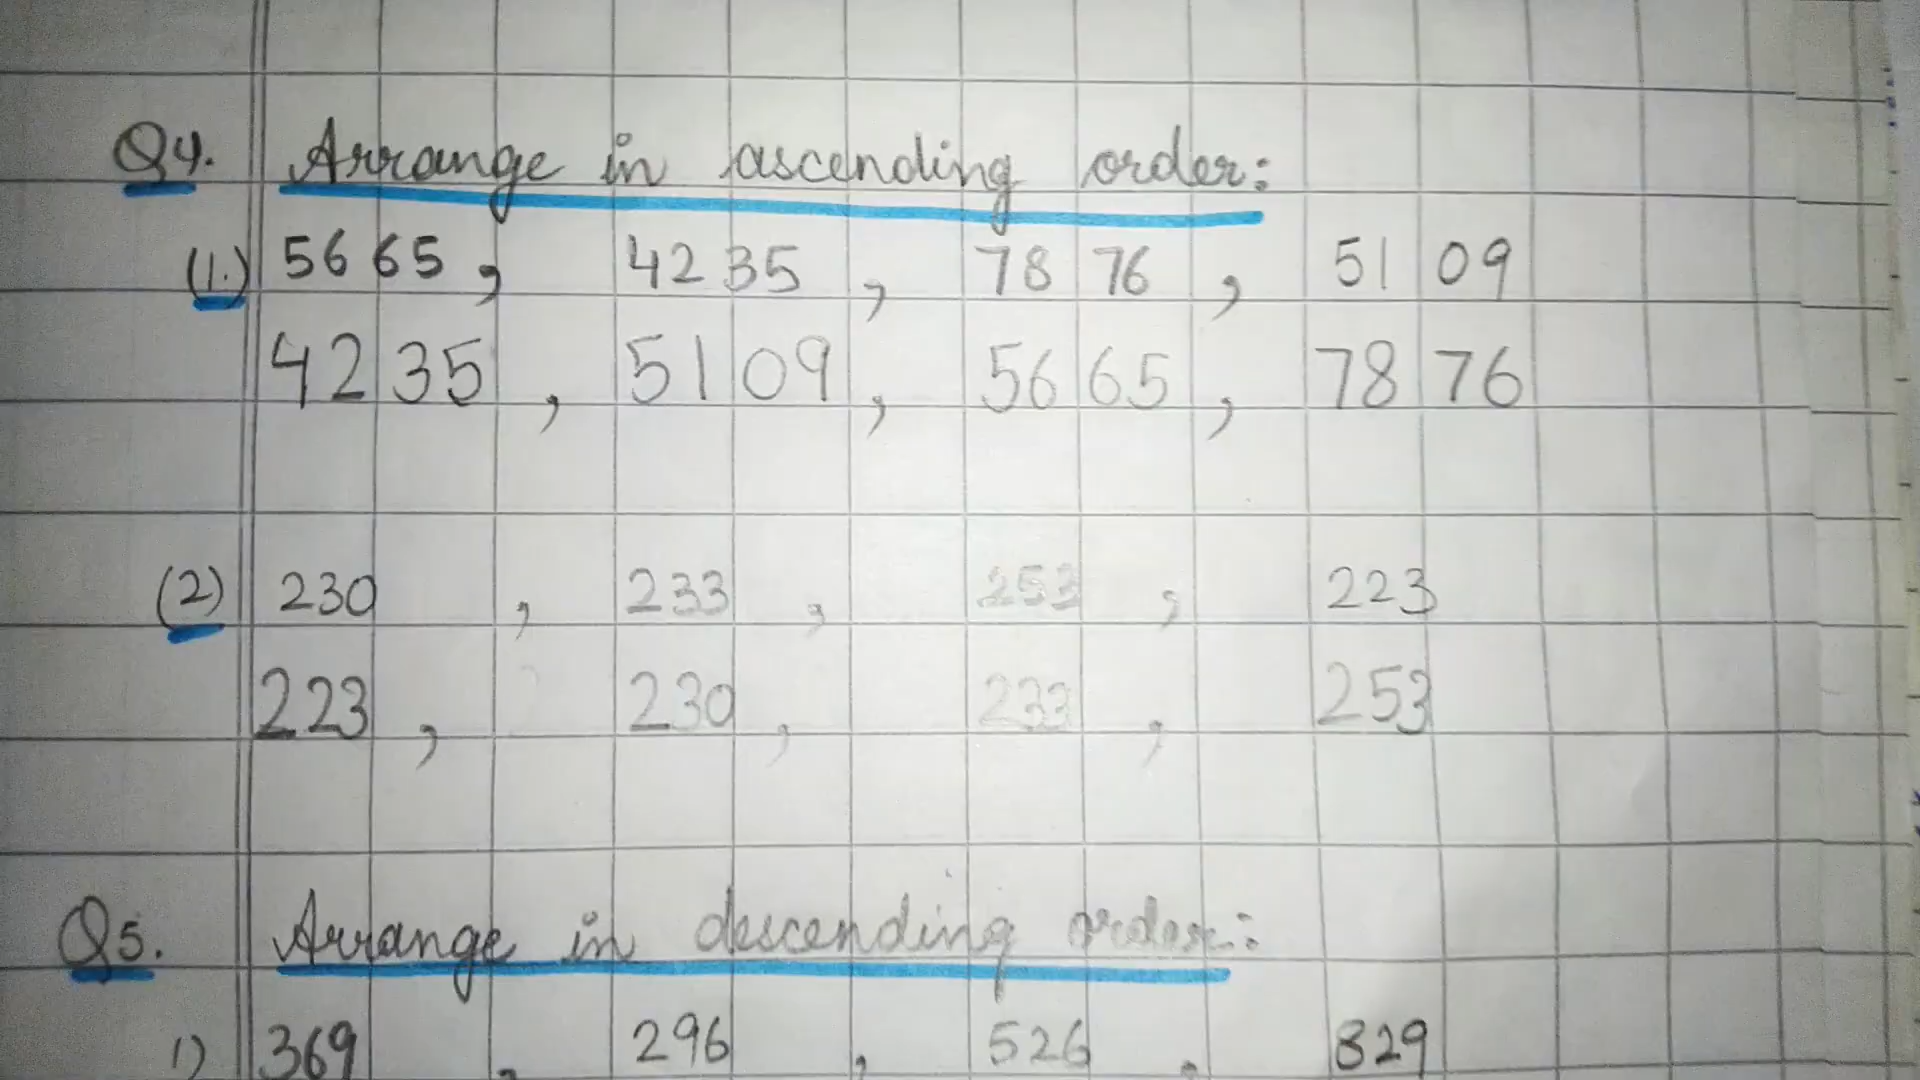 Q4. Arrange in ascending order:
(1.) 5665, 4235, 7876, 5109
4235, 5109, 5665, 7876
(2) 230, 233, 253, 223
223, 230, 233, 253
Q5. Arrange in descending order:
1) 369, 296, 526, 829